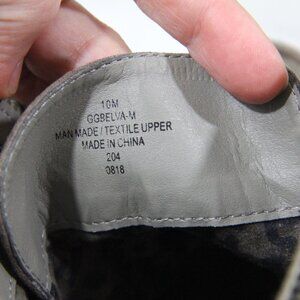 10M
GGBELVA-M
MAN MADE / TEXTILE UPPER
MADE IN CHINA
204
0818